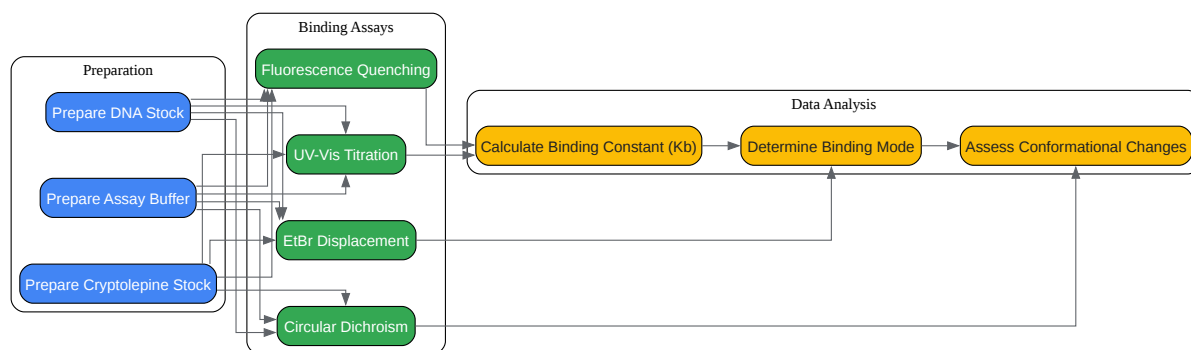 Preparation
Prepare DNA Stock
Prepare Assay Buffer
Prepare Cryptolepine Stock
Binding Assays
Fluorescence Quenching
UV-Vis Titration
EtBr Displacement
Circular Dichroism
Data Analysis
Calculate Binding Constant (Kb)
Determine Binding Mode
Assess Conformational Changes